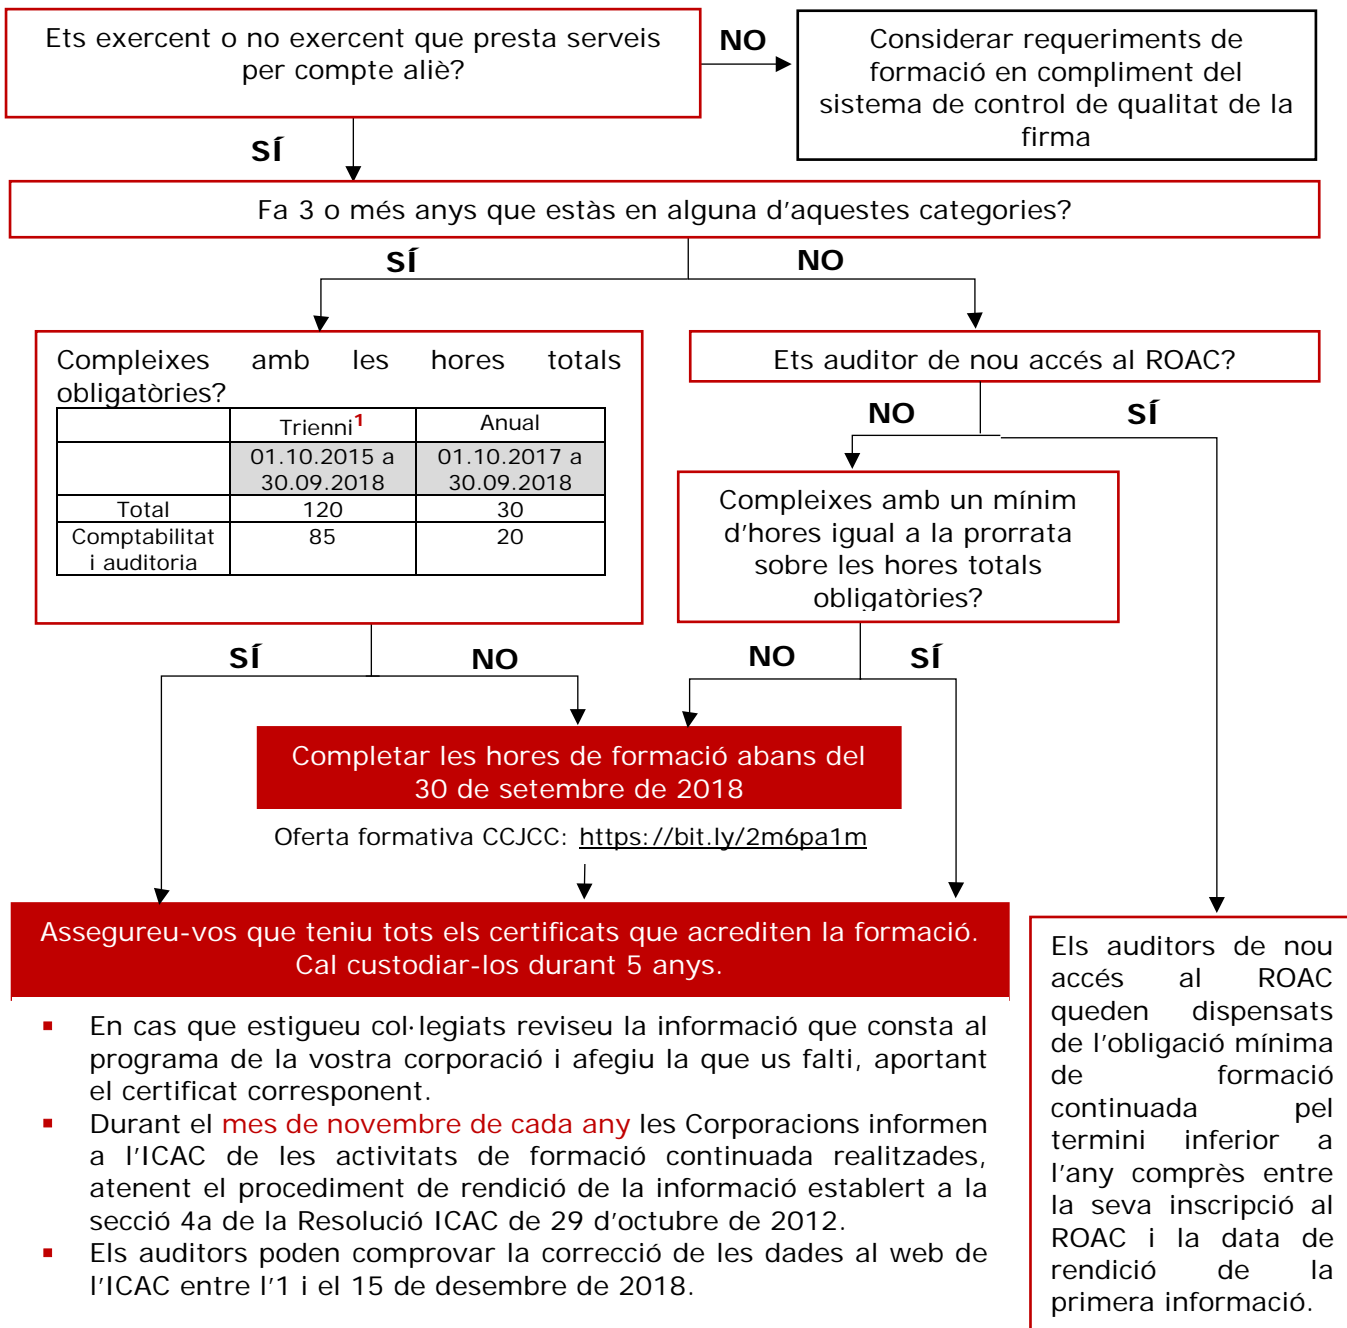 Ets exercent o no exercent que presta serveis
per compte aliè?
NO
Considerar requeriments de
formació en compliment del
sistema de control de qualitat de la
firma
SÍ
Fa 3 o més anys que estàs en alguna d'aquestes categories?
SÍ
NO
Compleixes amb les hores totals
obligatòries?
Trienni1 Anual
01.10.2015 a 01.10.2017 a
30.09.2018 30.09.2018
Total 120 30
Comptabilitat 85 20
i auditoria
Ets auditor de nou accés al ROAC?
NO
SÍ
Compleixes amb un mínim
d'hores igual a la prorrata
sobre les hores totals
obligatòries?
SÍ
NO
NO
SÍ
Completar les hores de formació abans del
30 de setembre de 2018
Oferta formativa CCJCC: https://bit.ly/2m6pa1m
Assegureu-vos que teniu tots els certificats que acrediten la formació.
Cal custodiar-los durant 5 anys.
▪ En cas que estigueu col·legiats reviseu la informació que consta al
programa de la vostra corporació i afegiu la que us falti, aportant
el certificat corresponent.
▪ Durant el mes de novembre de cada any les Corporacions informen
a l'ICAC de les activitats de formació continuada realitzades,
atenent el procediment de rendició de la informació establert a la
secció 4a de la Resolució ICAC de 29 d'octubre de 2012.
▪ Els auditors poden comprovar la correcció de les dades al web de
l'ICAC entre l'1 i el 15 de desembre de 2018.
Els auditors de nou
accés al ROAC
queden dispensats
de l'obligació mínima
de formació
continuada pel
termini inferior a
l'any comprès entre
la seva inscripció al
ROAC i la data de
rendició de la
primera informació.